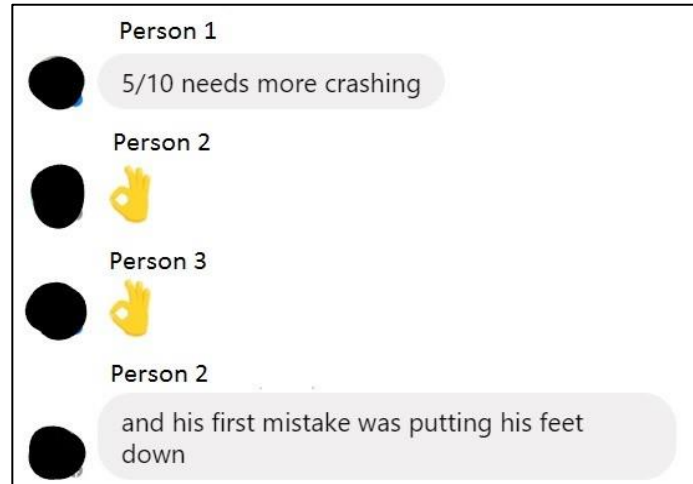 Person 1
5/10 needs more crashing
Person 2
👌
Person 3
👌
Person 2
and his first mistake was putting his feet
down